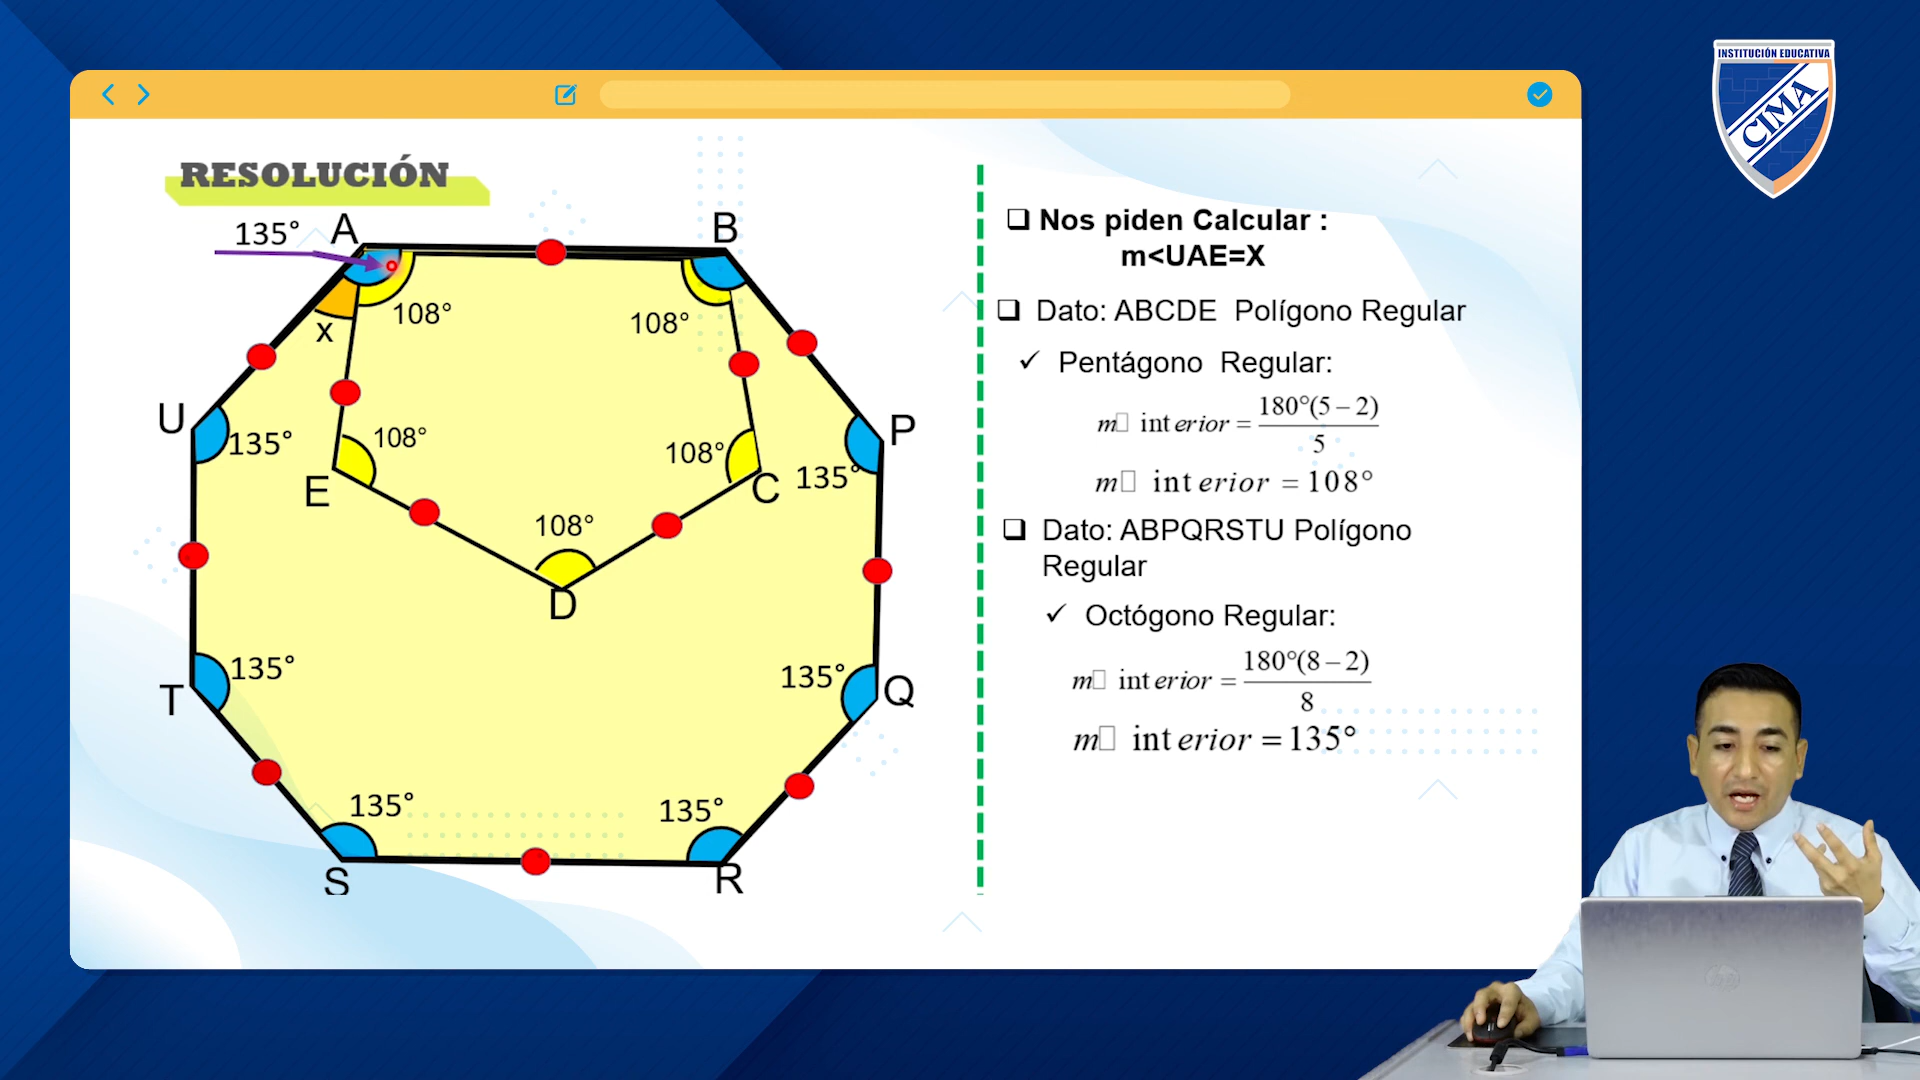 INSTITUCIÓN EDUCATIVA
CIMA
RESOLUCIÓN
135°
A
B
108°
108°
x
U
135°
108°
E
108°
C
135°
P
108°
D
135°
T
135°
Q
135°
135°
S
R
❑ Nos piden Calcular :
m<UAE=X
❑ Dato: ABCDE Polígono Regular
✓ Pentágono Regular:
m□ interior = 180°(5 – 2)
5
m□ interior = 108°
❑ Dato: ABPQRSTU Polígono
Regular
✓ Octógono Regular:
m□ interior = 180°(8 – 2)
8
m□ interior = 135°